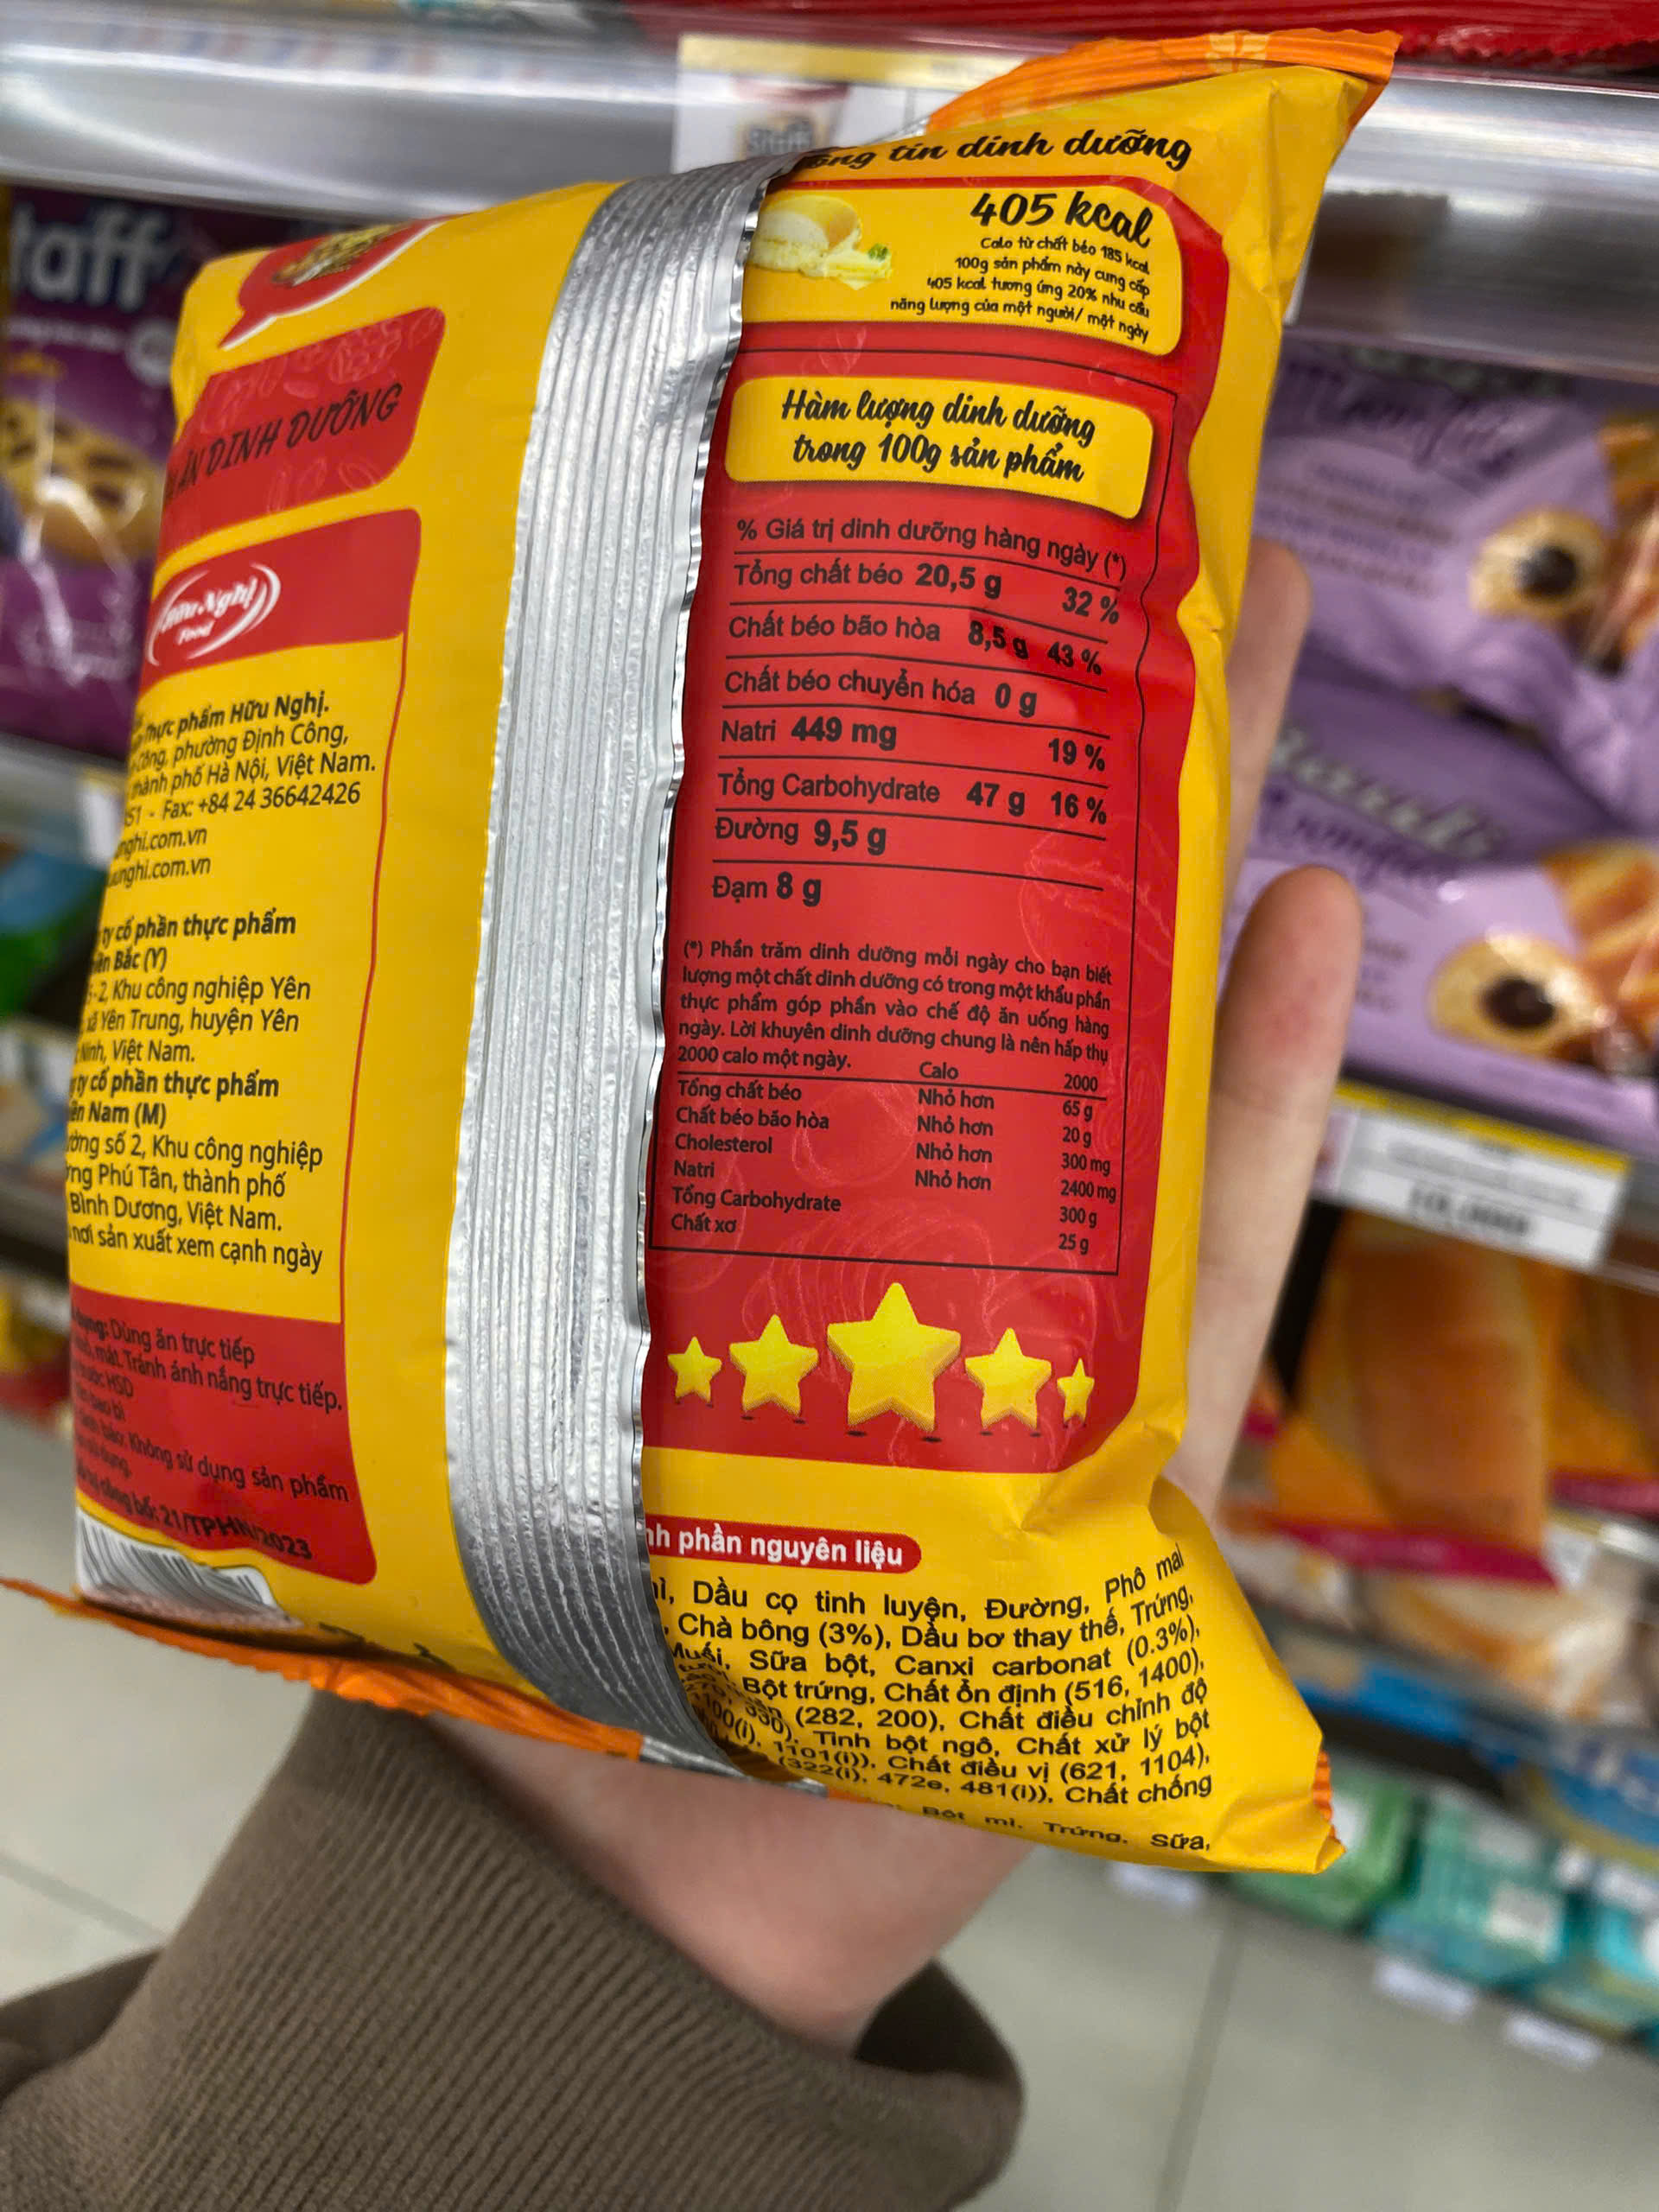 taff
ĂN DINH DƯỠNG
Hữu Nghị
Food
thực phẩm Hữu Nghị.
Công, phường Định Công,
thành phố Hà Nội, Việt Nam.
51 - Fax: +84 24 36642426
nghi.com.vn
unghi.com.vn
ty cổ phần thực phẩm
Bắc (Y)
-2, Khu công nghiệp Yên
xã Yên Trung, huyện Yên
Ninh, Việt Nam.
ty cổ phần thực phẩm
Nam (M)
số 2, Khu công nghiệp
Phú Tân, thành phố
Bình Dương, Việt Nam.
nơi sản xuất xem cạnh ngày
Dùng ăn trực tiếp
mát. Tránh ánh nắng trực tiếp.
HSD
bao bì
Không sử dụng sản phẩm
công bố: 21/TPHN/2023
tin dinh dưỡng
405 kcal
Calo từ chất béo 185 kcal
100g sản phẩm này cung cấp
405 kcal tương ứng 20% nhu cầu
năng lượng của một người/ một ngày
Hàm lượng dinh dưỡng
trong 100g sản phẩm
% Giá trị dinh dưỡng hàng ngày (*)
Tổng chất béo 20,5 g 32 %
Chất béo bão hòa 8,5 g 43 %
Chất béo chuyển hóa 0 g
Natri 449 mg 19 %
Tổng Carbohydrate 47 g 16 %
Đường 9,5 g
Đạm 8 g
(*) Phần trăm dinh dưỡng mỗi ngày cho bạn biết
lượng một chất dinh dưỡng có trong một khẩu phần
thực phẩm góp phần vào chế độ ăn uống hàng
ngày. Lời khuyên dinh dưỡng chung là nên hấp thụ
2000 calo một ngày.
Calo 2000
Tổng chất béo Nhỏ hơn 65 g
Chất béo bão hòa Nhỏ hơn 20 g
Cholesterol Nhỏ hơn 300 mg
Natri Nhỏ hơn 2400 mg
Tổng Carbohydrate 300 g
Chất xơ 25 g
nh phần nguyên liệu
ì, Dầu cọ tinh luyện, Đường, Phô mai
, Chà bông (3%), Dầu bơ thay thế, Trứng,
Muối, Sữa bột, Canxi carbonat (0.3%),
Bột trứng, Chất ổn định (516, 1400),
(282, 200), Chất điều chỉnh độ
330), Tinh bột ngô, Chất xử lý bột
100(i), 1101(i)), Chất điều vị (621, 1104),
(322(i), 472e, 481(i)), Chất chống
Bột mì, Trứng, Sữa,